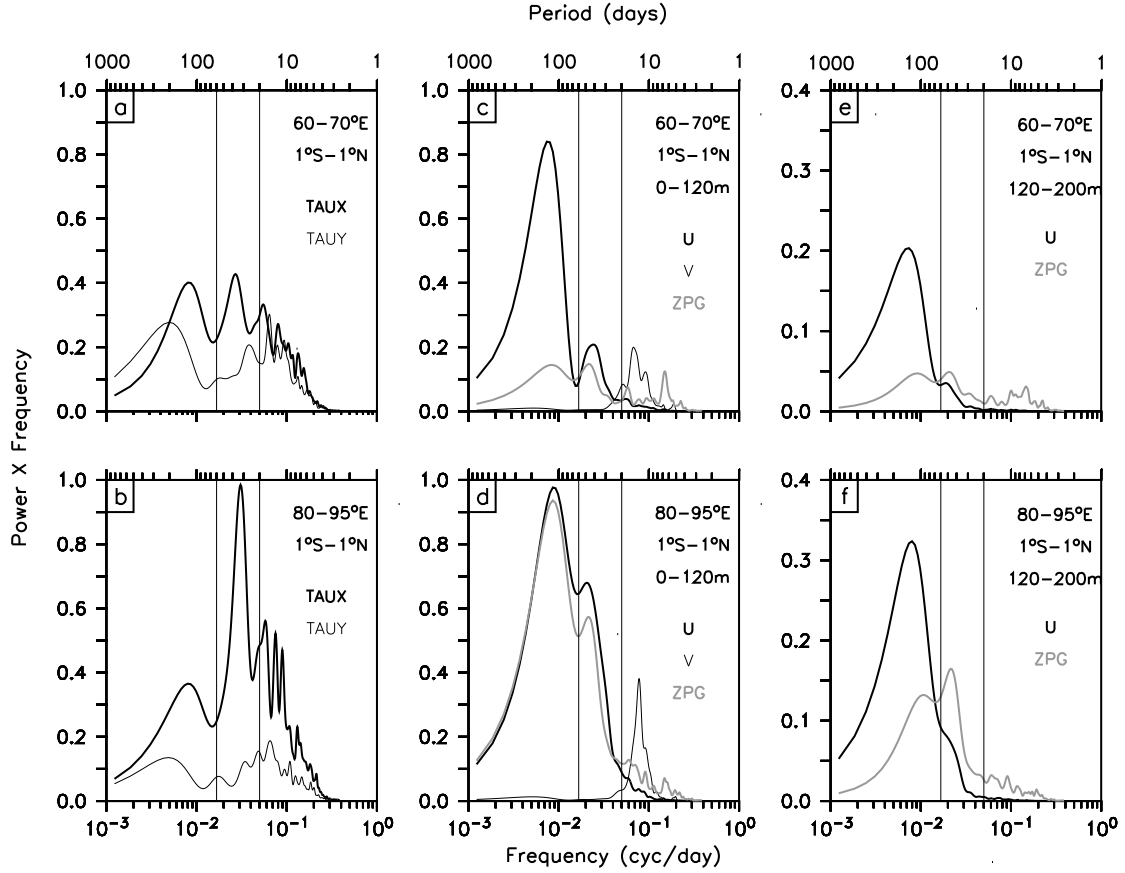 Period (days)
1000 100 10 1
1000 100 10 1
1000 100 10 1
a
60-70°E
1°S-1°N
TAUX
TAUY
1.0
0.8
0.6
0.4
0.2
0.0
c
60-70°E
1°S-1°N
0-120m
U
V
ZPG
1.0
0.8
0.6
0.4
0.2
0.0
e
60-70°E
1°S-1°N
120-200m
U
ZPG
0.4
0.3
0.2
0.1
0.0
Power X Frequency
b
80-95°E
1°S-1°N
TAUX
TAUY
1.0
0.8
0.6
0.4
0.2
0.0
10^-3 10^-2 10^-1 10^0
d
80-95°E
1°S-1°N
0-120m
U
V
ZPG
1.0
0.8
0.6
0.4
0.2
0.0
10^-2 10^-1 10^0
f
80-95°E
1°S-1°N
120-200m
U
ZPG
0.4
0.3
0.2
0.1
0.0
10^-3 10^-2 10^-1 10^0
10^-3
Frequency (cyc/day)